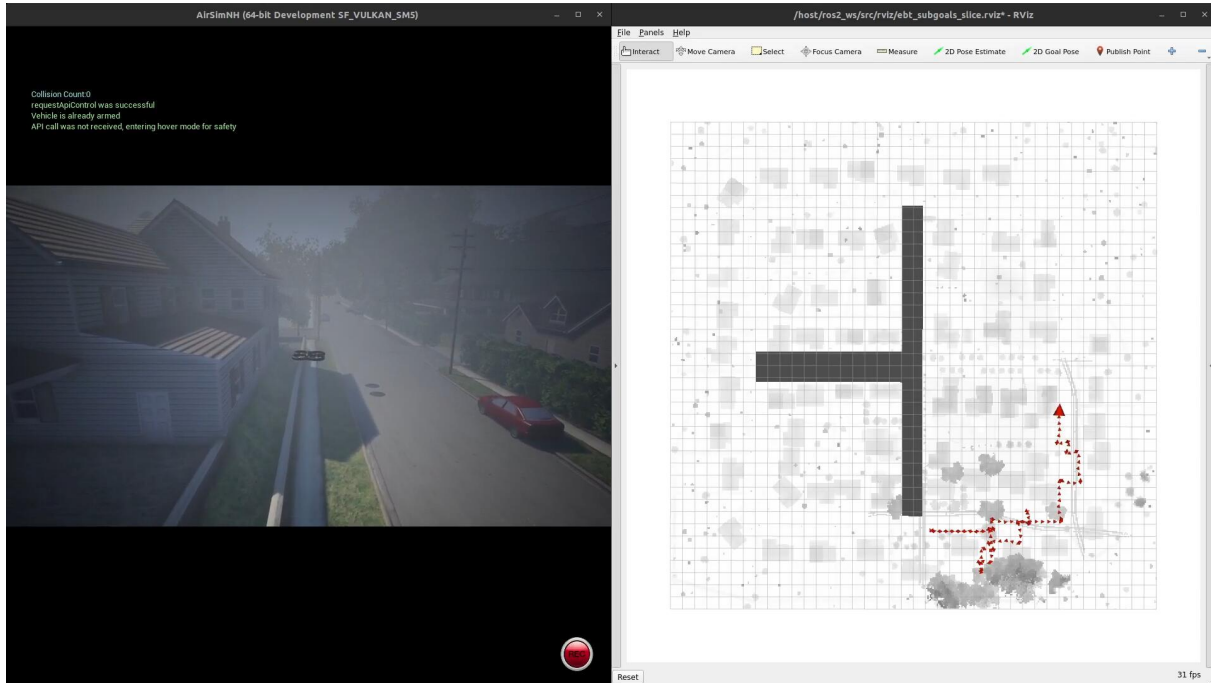 AirSimNH (64-bit Development SF_VULKAN_SM5)
Collision Count:0
requestApiControl was successful
Vehicle is already armed
API call was not received, entering hover mode for safety
REC
/host/ros2_ws/src/rviz/ebt_subgoals_slice.rviz* - RViz
File Panels Help
Interact Move Camera Select Focus Camera Measure 2D Pose Estimate 2D Goal Pose Publish Point
Reset
31 fps